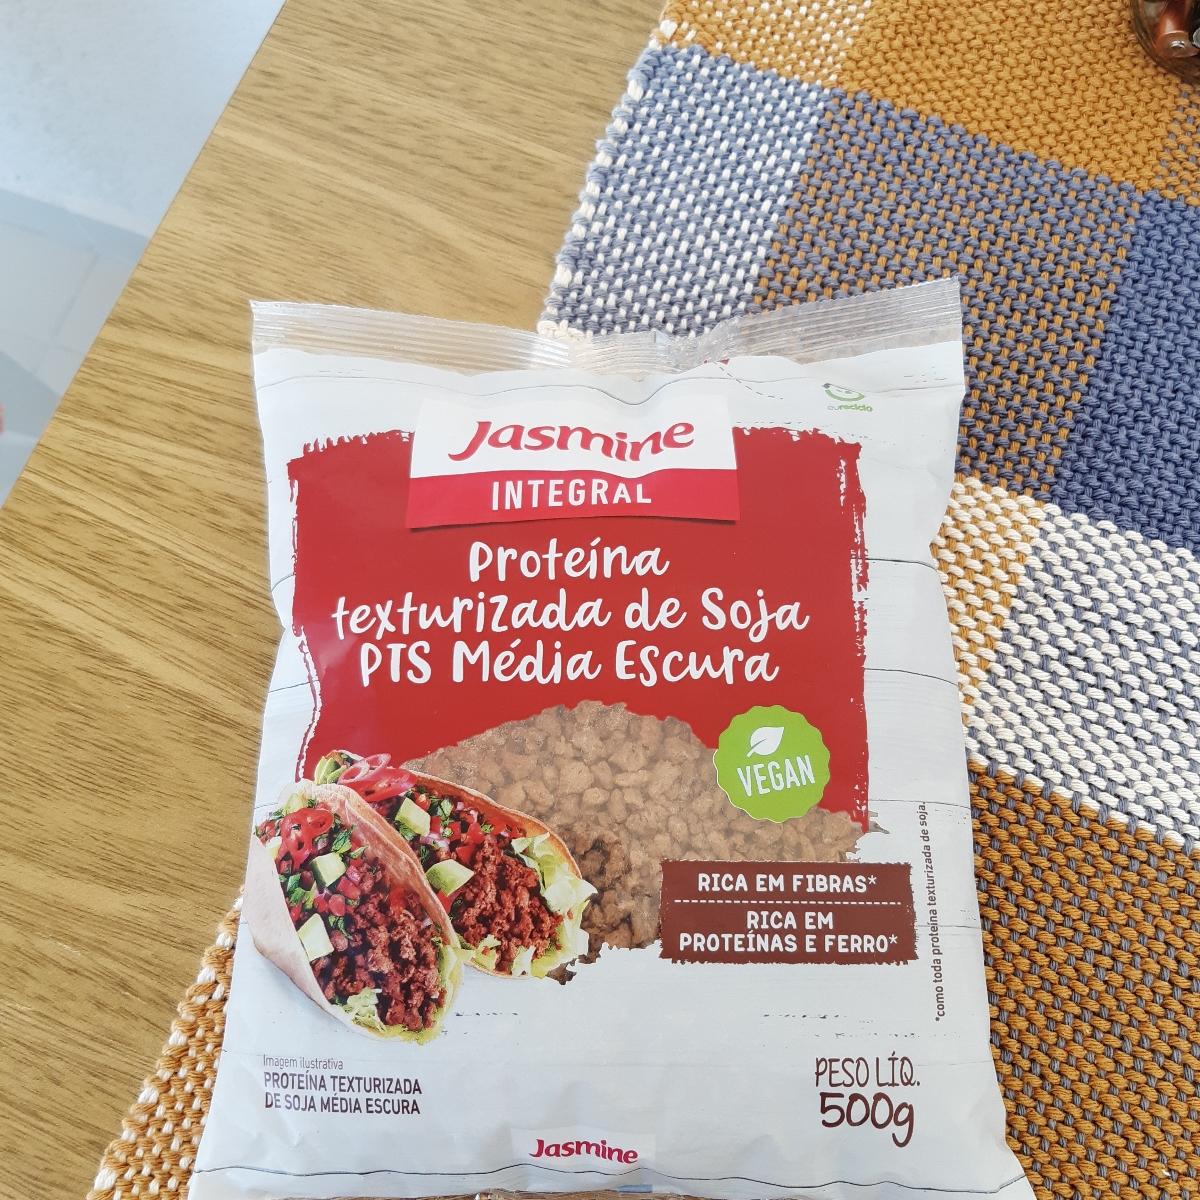 eureciclo
Jasmine
INTEGRAL
Proteína
texturizada de Soja
PTS Média Escura
VEGAN
RICA EM FIBRAS*
RICA EM
PROTEÍNAS E FERRO*
*como toda proteína texturizada de soja.
Imagem ilustrativa
PROTEÍNA TEXTURIZADA
DE SOJA MÉDIA ESCURA
PESO LÍQ.
500g
Jasmine